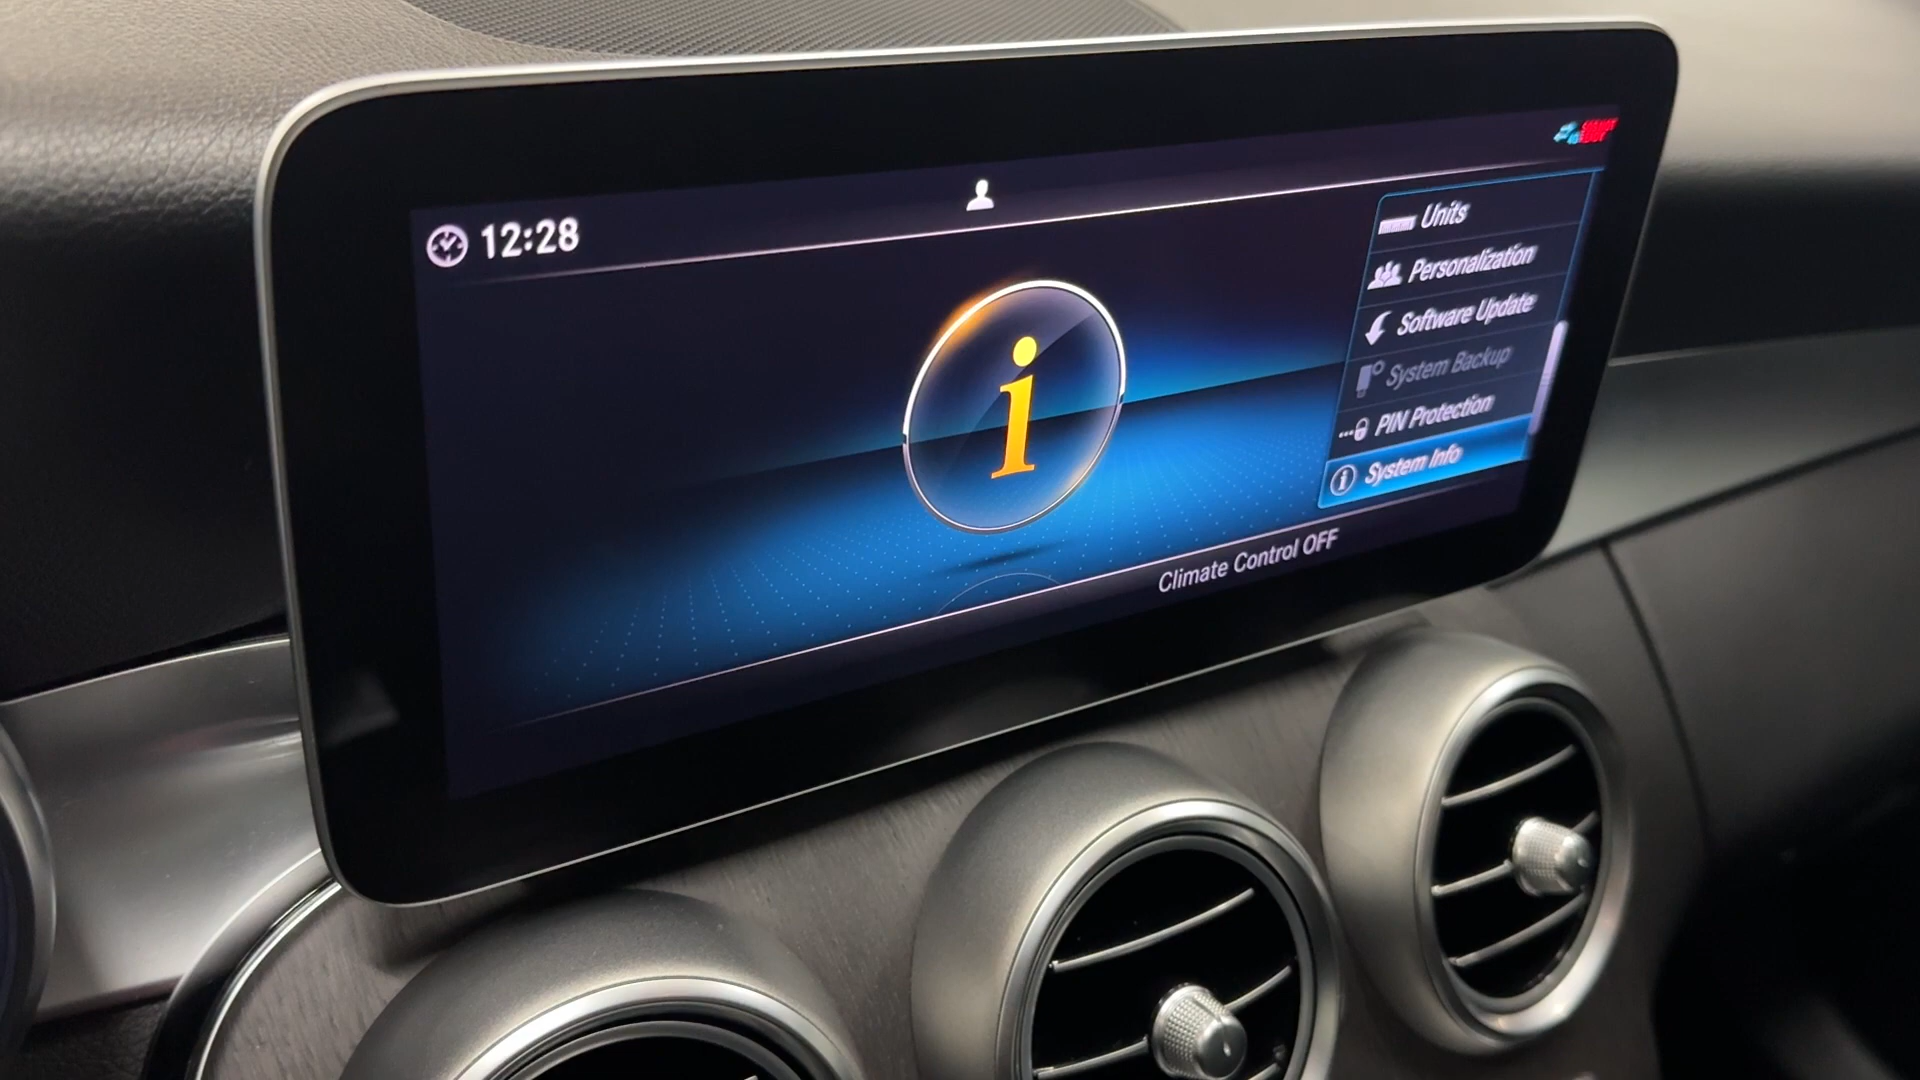 12:28
Units
Personalization
Software Update
System Backup
PIN Protection
System Info
Climate Control OFF